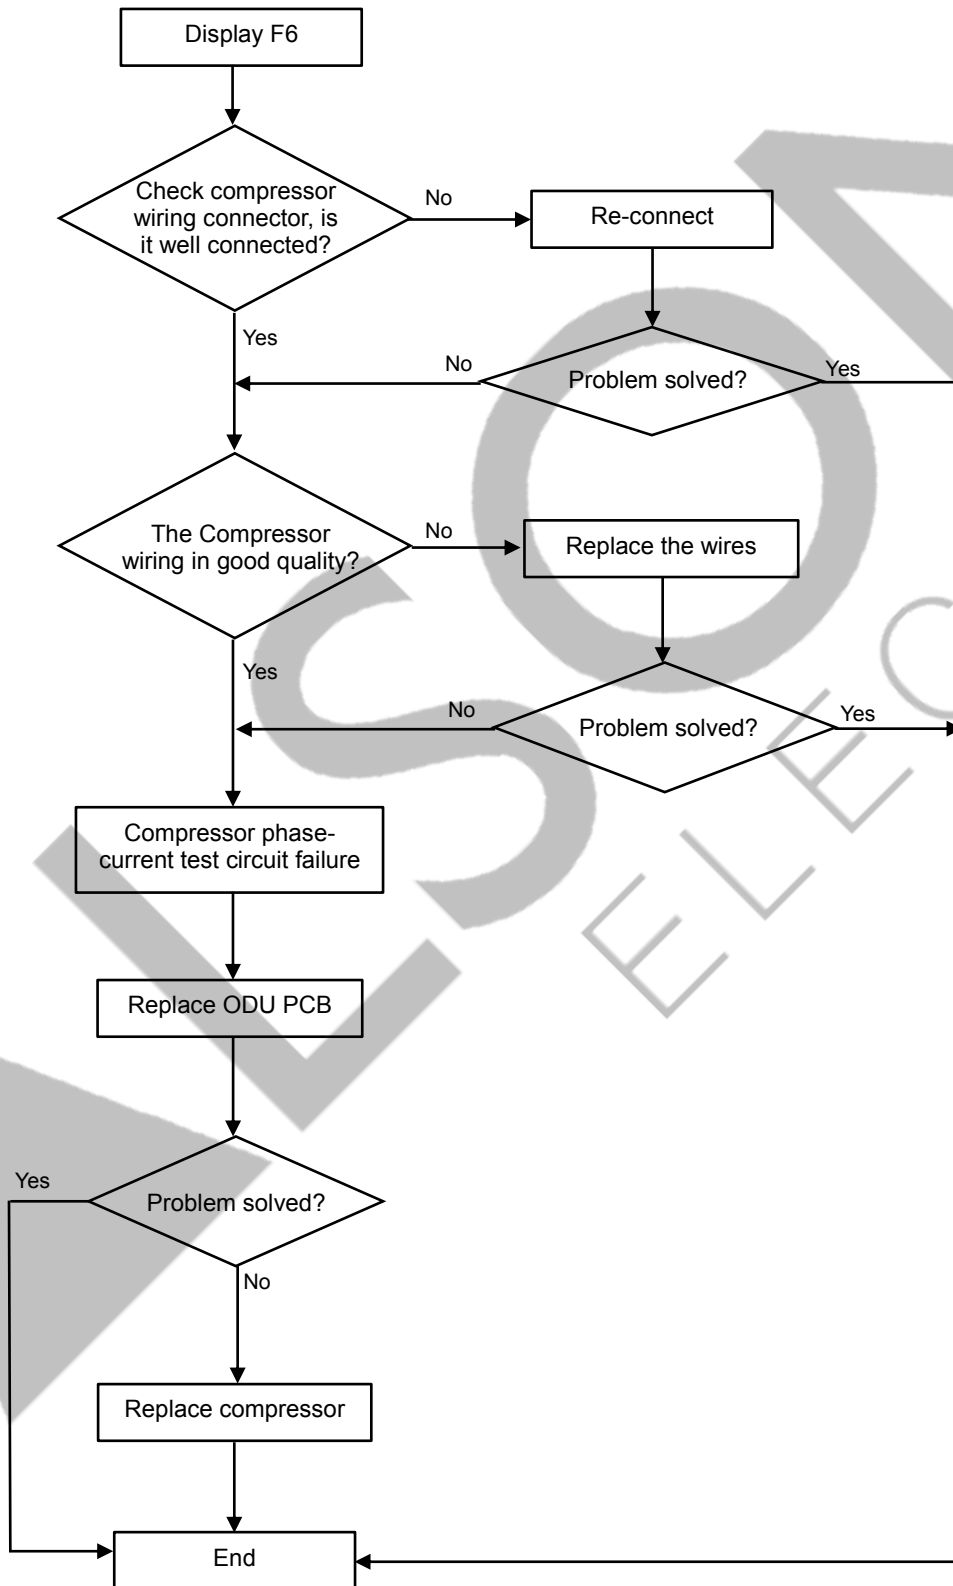 Display F6
Check compressor
wiring connector, is
it well connected?
No
Re-connect
Yes
No
Problem solved?
Yes
The Compressor
wiring in good quality?
No
Replace the wires
Yes
No
Problem solved?
Yes
Compressor phase-
current test circuit failure
Replace ODU PCB
Yes
Problem solved?
No
Replace compressor
End